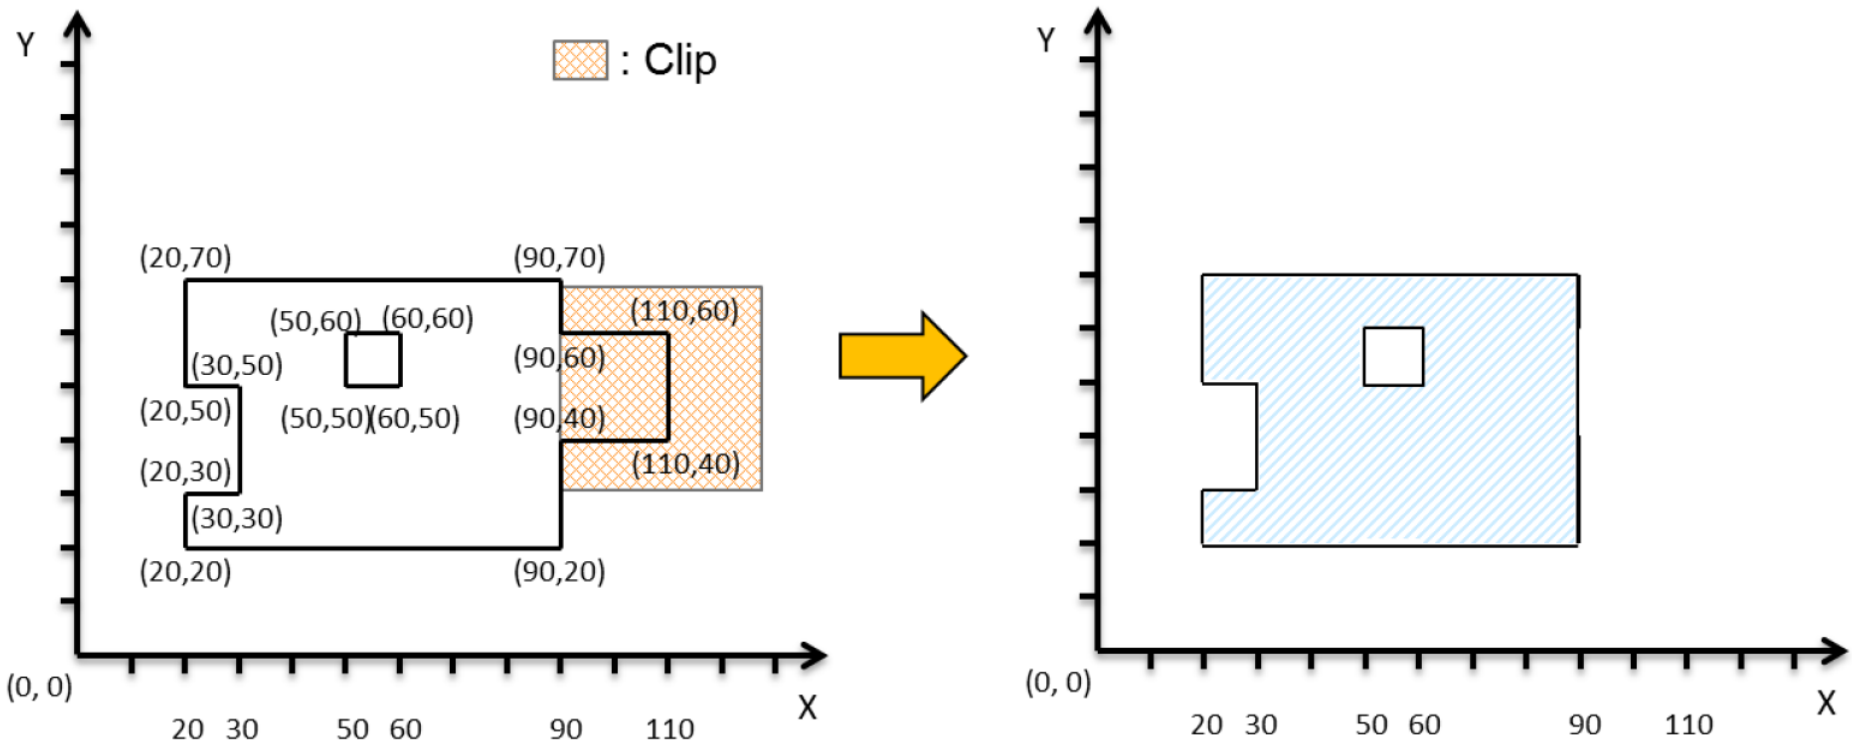 Y
: Clip
(20,70)
(90,70)
(50,60)
(60,60)
(110,60)
(30,50)
(90,60)
(20,50)
(50,50)
(60,50)
(90,40)
(20,30)
(110,40)
(30,30)
(20,20)
(90,20)
(0, 0)
X
20 30 50 60 90 110
Y
(0, 0)
X
20 30 50 60 90 110